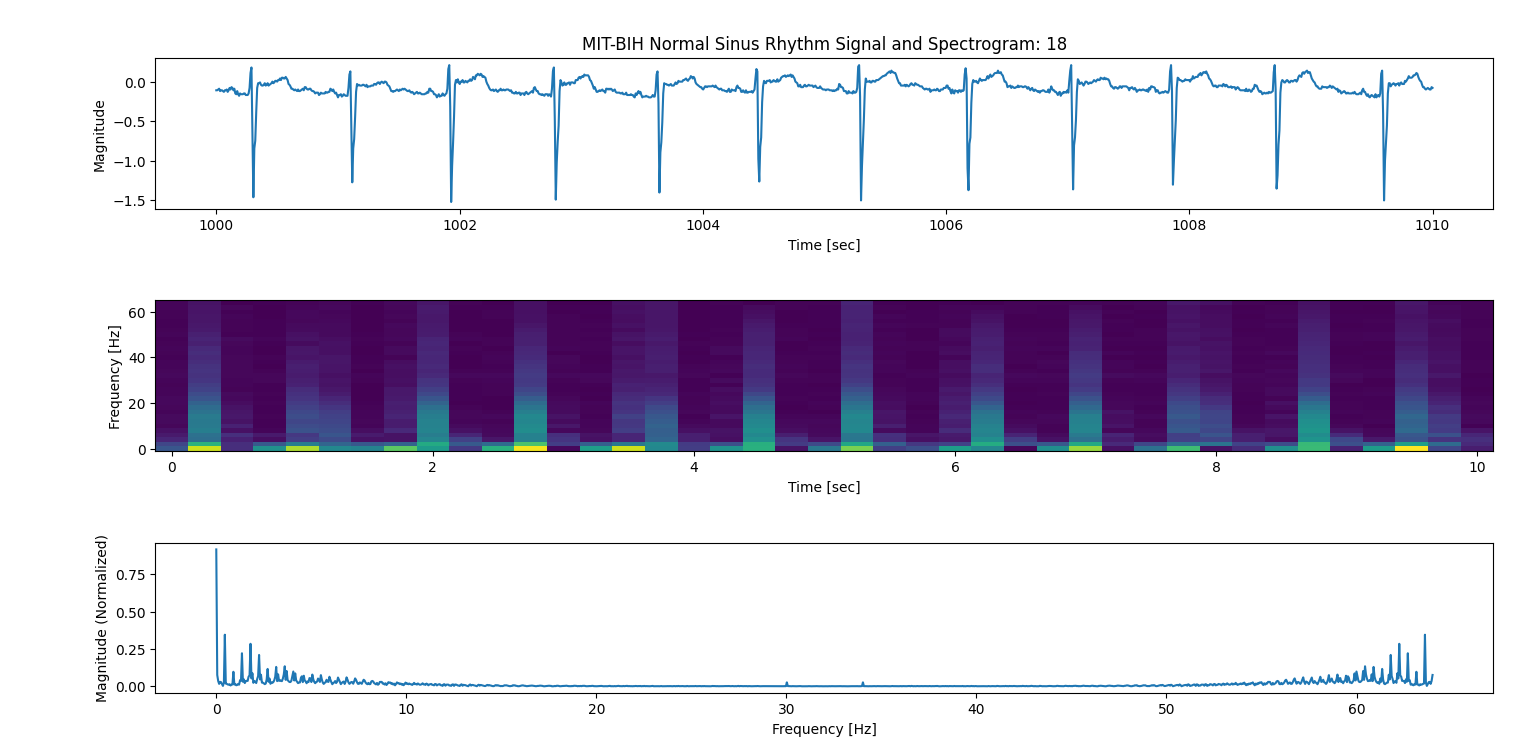 MIT-BIH Normal Sinus Rhythm Signal and Spectrogram: 18
Magnitude
0.0
−0.5
−1.0
−1.5
1000 1002 1004 1006 1008 1010
Time [sec]
Frequency [Hz]
60
40
20
0
0 2 4 6 8 10
Time [sec]
Magnitude (Normalized)
0.75
0.50
0.25
0.00
0 10 20 30 40 50 60
Frequency [Hz]